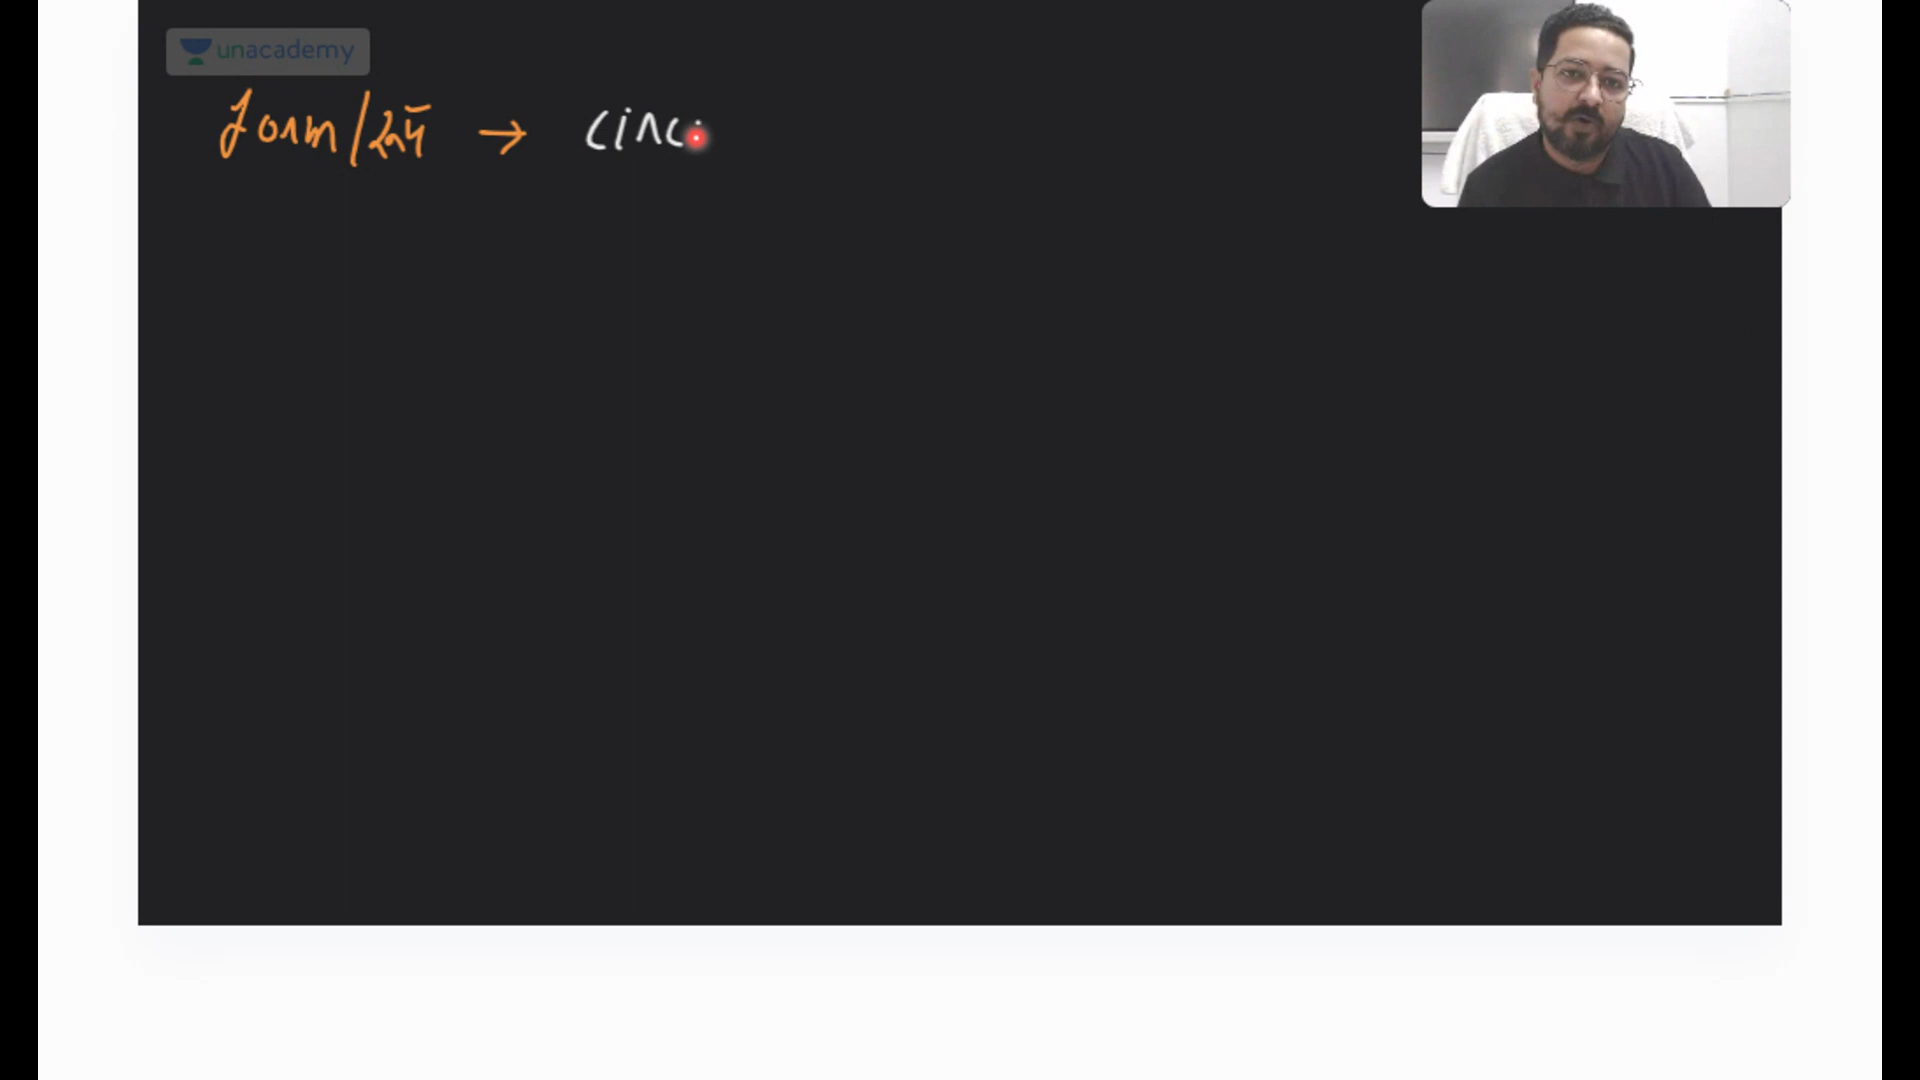 unacademy
Form/રूप → Circ